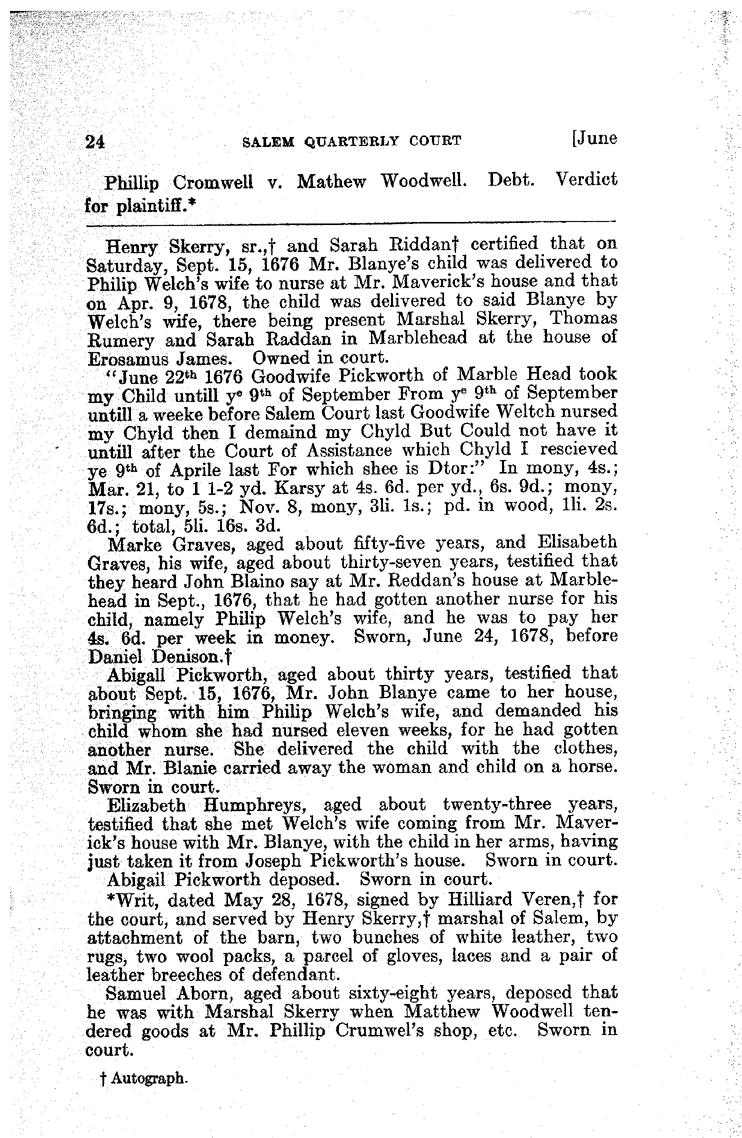 24 SALEM QUARTERLY COURT [June
Phillip Cromwell v. Mathew Woodwell. Debt. Verdict
for plaintiff.*
Henry Skerry, sr.,† and Sarah Riddan† certified that on
Saturday, Sept. 15, 1676 Mr. Blanye's child was delivered to
Philip Welch's wife to nurse at Mr. Maverick's house and that
on Apr. 9, 1678, the child was delivered to said Blanye by
Welch's wife, there being present Marshal Skerry, Thomas
Rumery and Sarah Raddan in Marblehead at the house of
Erosamus James. Owned in court.
"June 22th 1676 Goodwife Pickworth of Marble Head took
my Child untill ye 9th of September From ye 9th of September
untill a weeke before Salem Court last Goodwife Weltch nursed
my Chyld then I demaind my Chyld But Could not have it
untill after the Court of Assistance which Chyld I rescieved
ye 9th of Aprile last For which shee is Dtor:" In mony, 4s.;
Mar. 21, to 1 1-2 yd. Karsy at 4s. 6d. per yd., 6s. 9d.; mony,
17s.; mony, 5s.; Nov. 8, mony, 3li. 1s.; pd. in wood, 1li. 2s.
6d.; total, 5li. 16s. 3d.
Marke Graves, aged about fifty-five years, and Elisabeth
Graves, his wife, aged about thirty-seven years, testified that
they heard John Blaino say at Mr. Reddan's house at Marble-
head in Sept., 1676, that he had gotten another nurse for his
child, namely Philip Welch's wife, and he was to pay her
4s. 6d. per week in money. Sworn, June 24, 1678, before
Daniel Denison.†
Abigall Pickworth, aged about thirty years, testified that
about Sept. 15, 1676, Mr. John Blanye came to her house,
bringing with him Philip Welch's wife, and demanded his
child whom she had nursed eleven weeks, for he had gotten
another nurse. She delivered the child with the clothes,
and Mr. Blanie carried away the woman and child on a horse.
Sworn in court.
Elizabeth Humphreys, aged about twenty-three years,
testified that she met Welch's wife coming from Mr. Maver-
ick's house with Mr. Blanye, with the child in her arms, having
just taken it from Joseph Pickworth's house. Sworn in court.
Abigail Pickworth deposed. Sworn in court.
*Writ, dated May 28, 1678, signed by Hilliard Veren,† for
the court, and served by Henry Skerry,† marshal of Salem, by
attachment of the barn, two bunches of white leather, two
rugs, two wool packs, a parcel of gloves, laces and a pair of
leather breeches of defendant.
Samuel Aborn, aged about sixty-eight years, deposed that
he was with Marshal Skerry when Matthew Woodwell ten-
dered goods at Mr. Phillip Crumwel's shop, etc. Sworn in
court.
† Autograph.